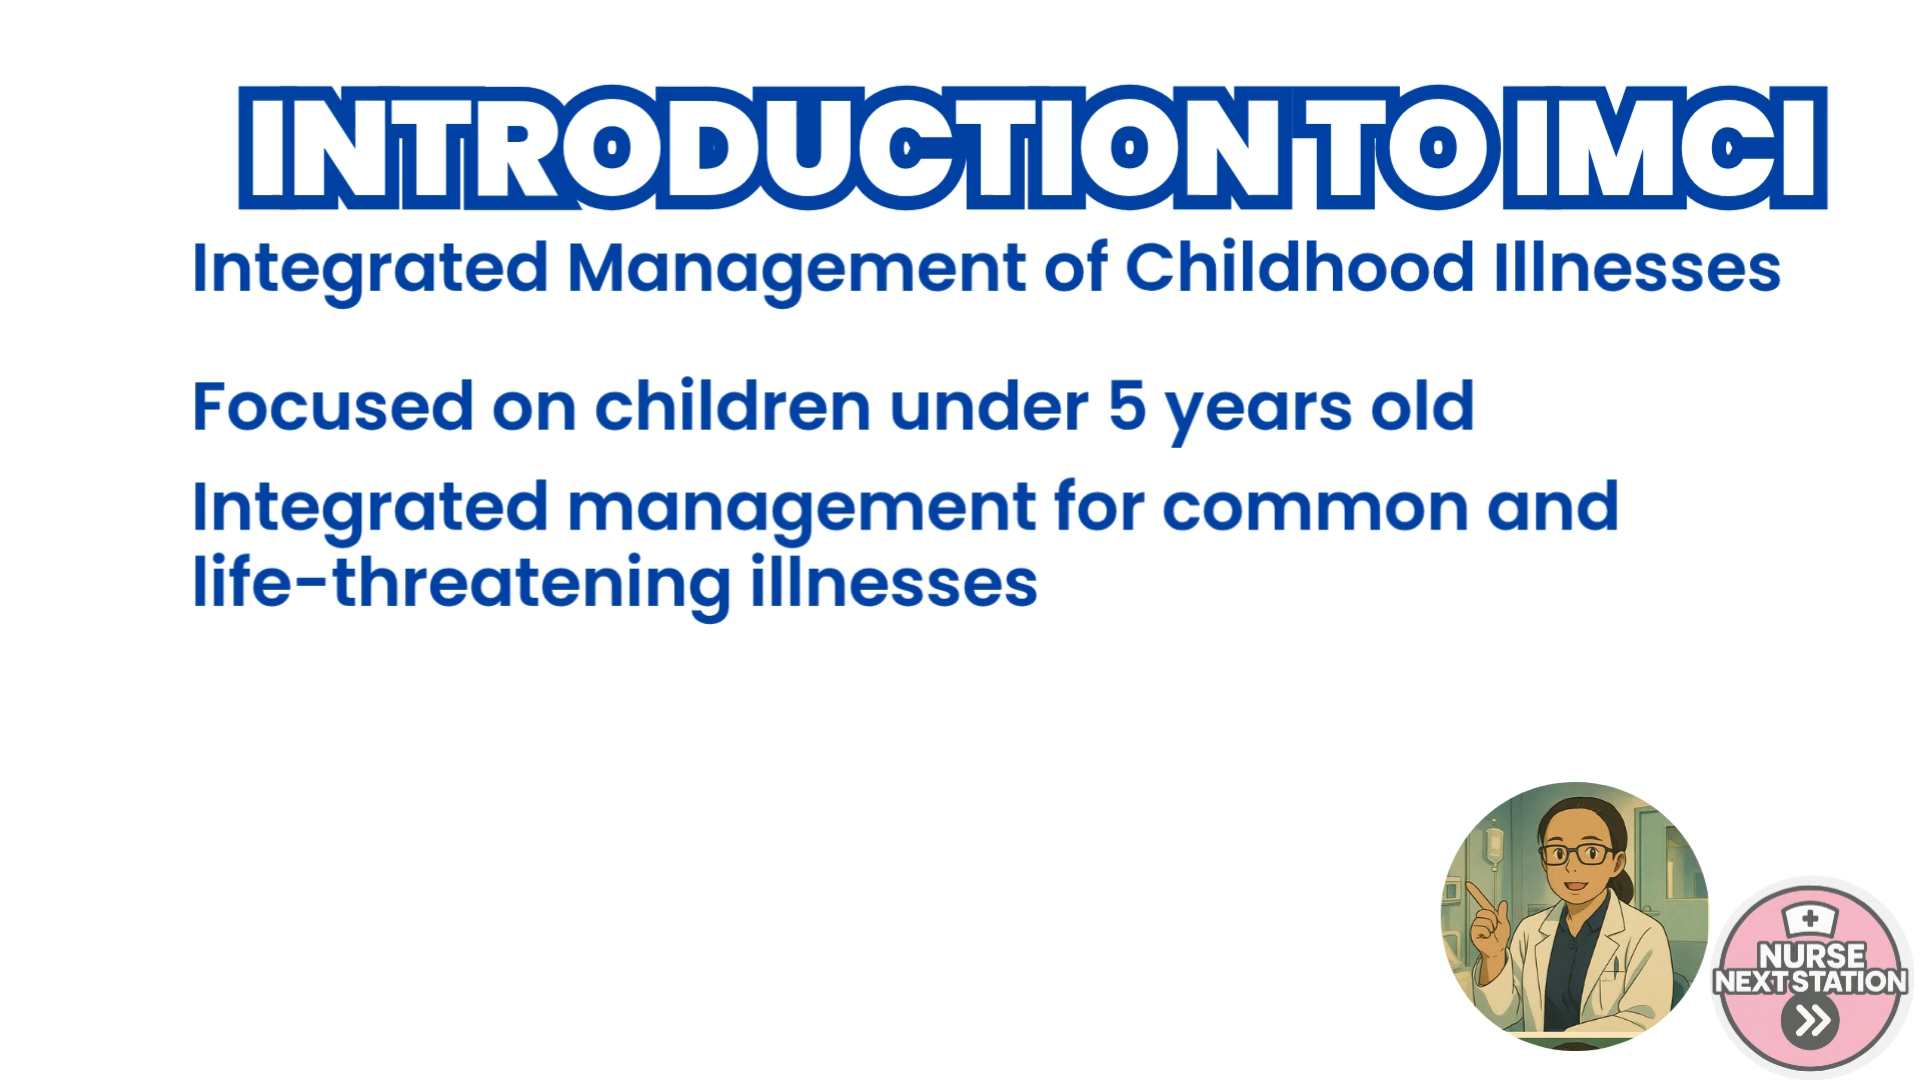 INTRODUCTION TO IMCI
Integrated Management of Childhood Illnesses
Focused on children under 5 years old
Integrated management for common and
life-threatening illnesses
NURSE
NEXT STATION